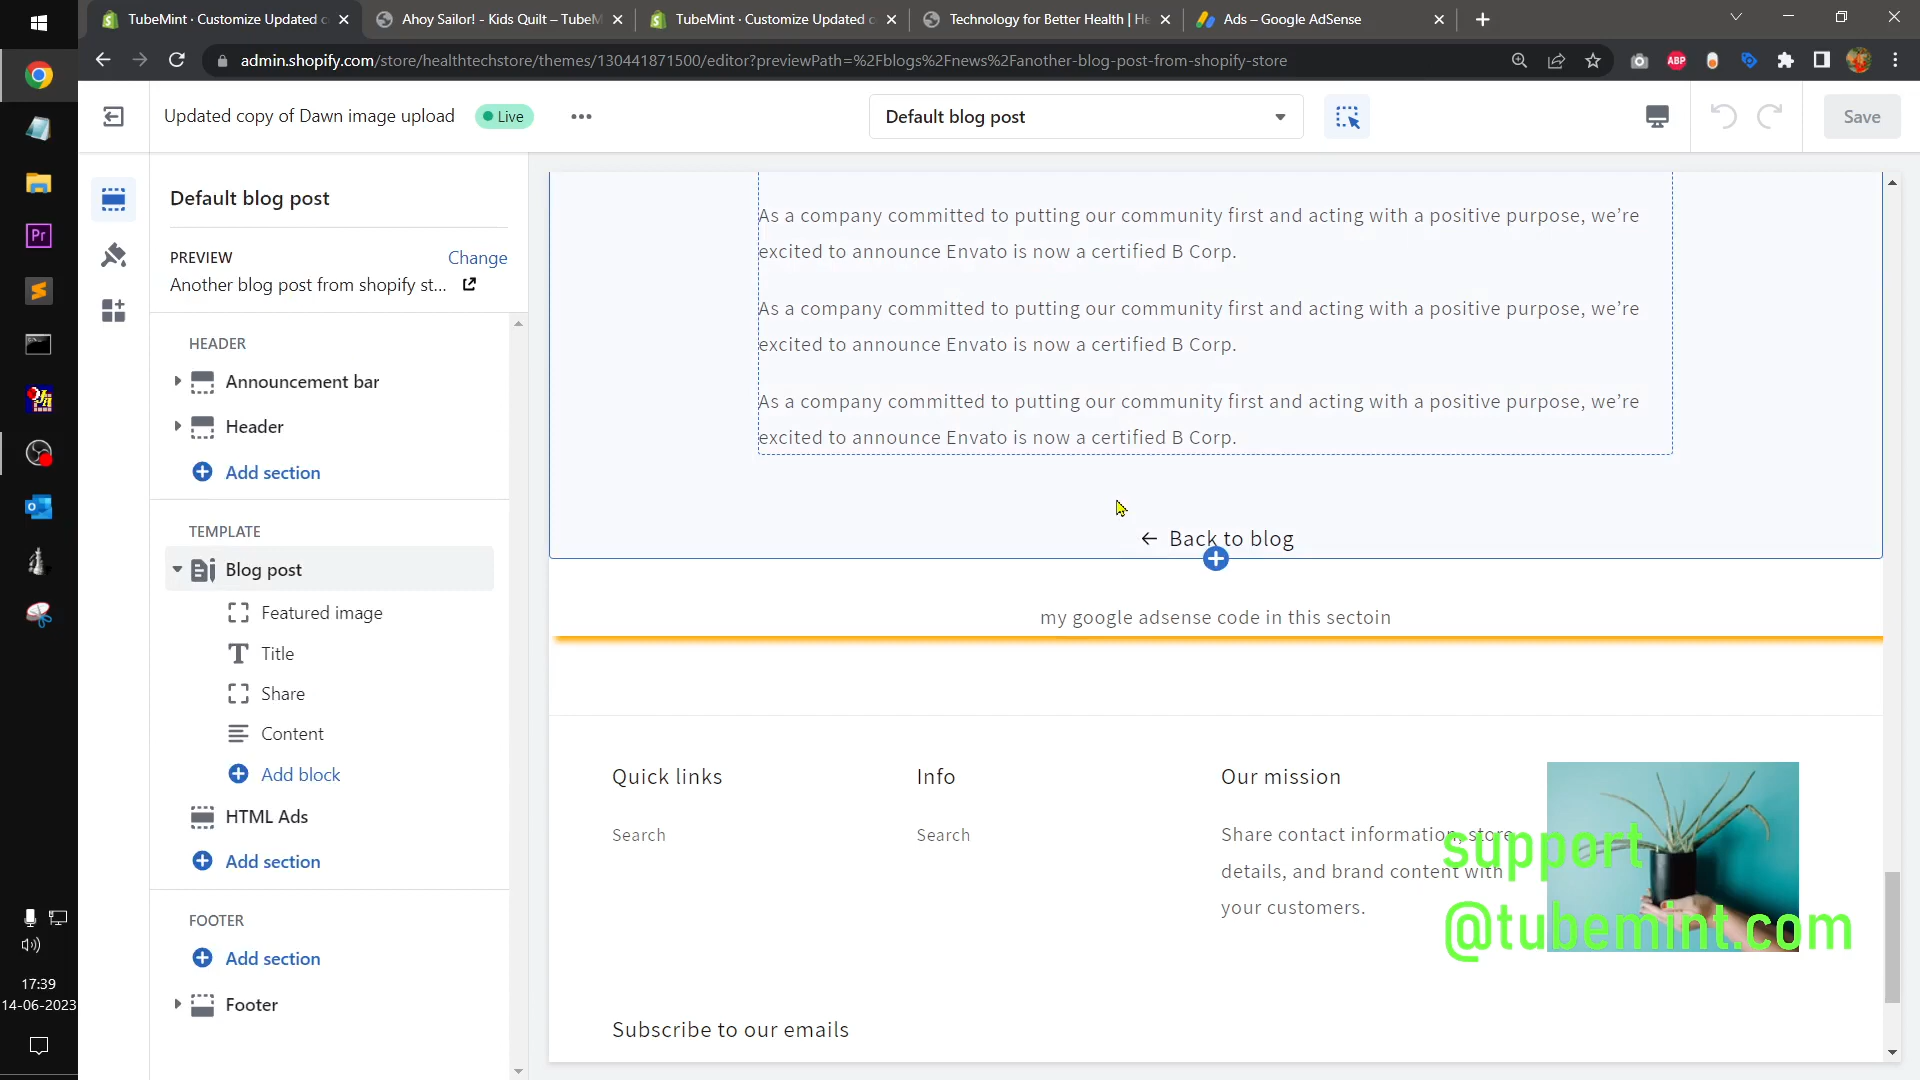 TubeMint · Customize Updated c
Ahoy Sailor! - Kids Quilt – TubeM
TubeMint · Customize Updated c
Technology for Better Health | He
Ads – Google AdSense
admin.shopify.com/store/healthtechstore/themes/130441871500/editor?previewPath=%2Fblogs%2Fnews%2Fanother-blog-post-from-shopify-store
ABP
Updated copy of Dawn image upload
Live
Default blog post
Save
Default blog post
PREVIEW
Change
Another blog post from shopify st...
HEADER
Announcement bar
Header
Add section
TEMPLATE
Blog post
Featured image
Title
Share
Content
Add block
HTML Ads
Add section
FOOTER
Add section
Footer
As a company committed to putting our community first and acting with a positive purpose, we’re
excited to announce Envato is now a certified B Corp.
As a company committed to putting our community first and acting with a positive purpose, we’re
excited to announce Envato is now a certified B Corp.
As a company committed to putting our community first and acting with a positive purpose, we’re
excited to announce Envato is now a certified B Corp.
← Back to blog
my google adsense code in this sectoin
Quick links
Search
Info
Search
Our mission
Share contact information, store
details, and brand content with
your customers.
support
@tubemint.com
Subscribe to our emails
Pr
17:39
14-06-2023